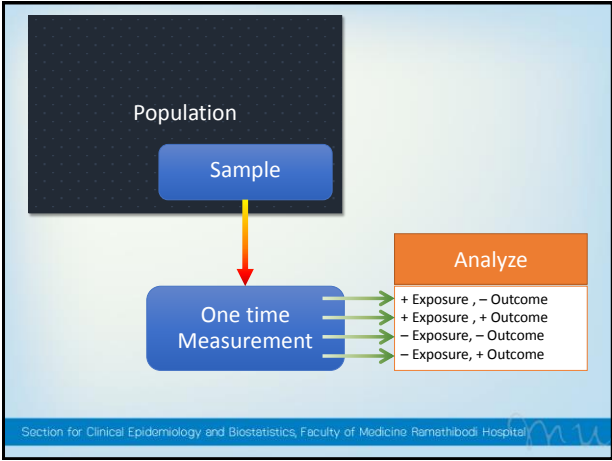 Population
Sample
Analyze
One time
Measurement
+ Exposure , – Outcome
+ Exposure , + Outcome
– Exposure, – Outcome
– Exposure, + Outcome
Section for Clinical Epidemiology and Biostatistics, Faculty of Medicine Ramathibodi Hospital
mu